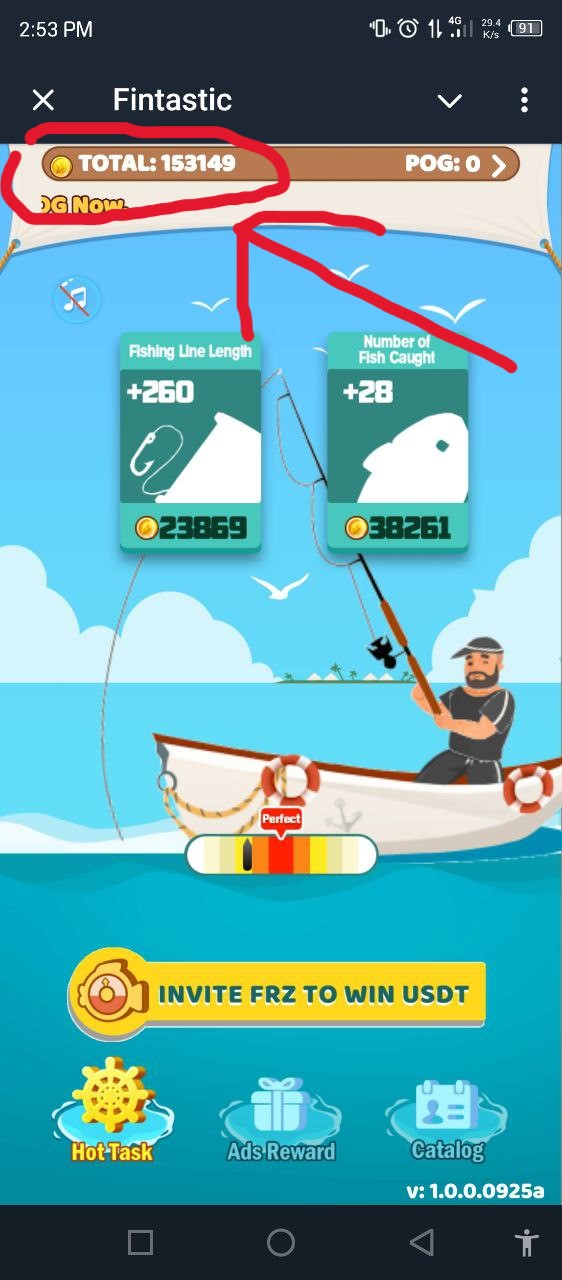 2:53 PM
4G
29.4
K/s
91
Fintastic
TOTAL: 153149
POG: 0
OG Now
Fishing Line Length
Number of
Fish Caught
+260
+28
23869
38261
Perfect
INVITE FRZ TO WIN USDT
Hot Task
Ads Reward
Catalog
v: 1.0.0.0925a